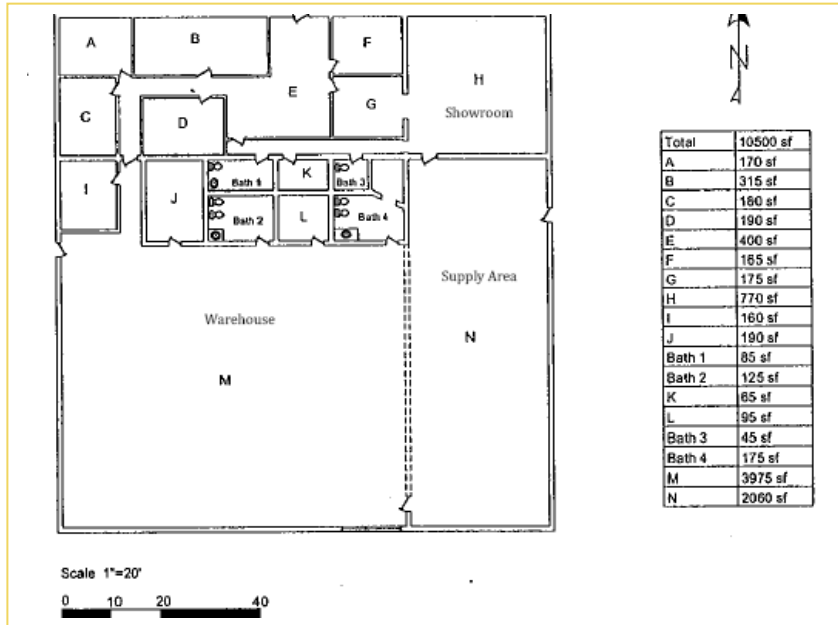 A
B
F
N
H
E
G
Showroom
C
D
Total 10500 sf
A 170 sf
B 315 sf
C 180 sf
D 190 sf
E 400 sf
F 165 sf
G 175 sf
H 770 sf
I 160 sf
J 190 sf
Bath 1 85 sf
Bath 2 125 sf
K 65 sf
L 95 sf
Bath 3 45 sf
Bath 4 175 sf
M 3975 sf
N 2060 sf
K
Bath 1
Bath 3
I
J
L
Bath 2
Bath 4
Supply Area
Warehouse
N
M
Scale 1"=20'
0 10 20 40